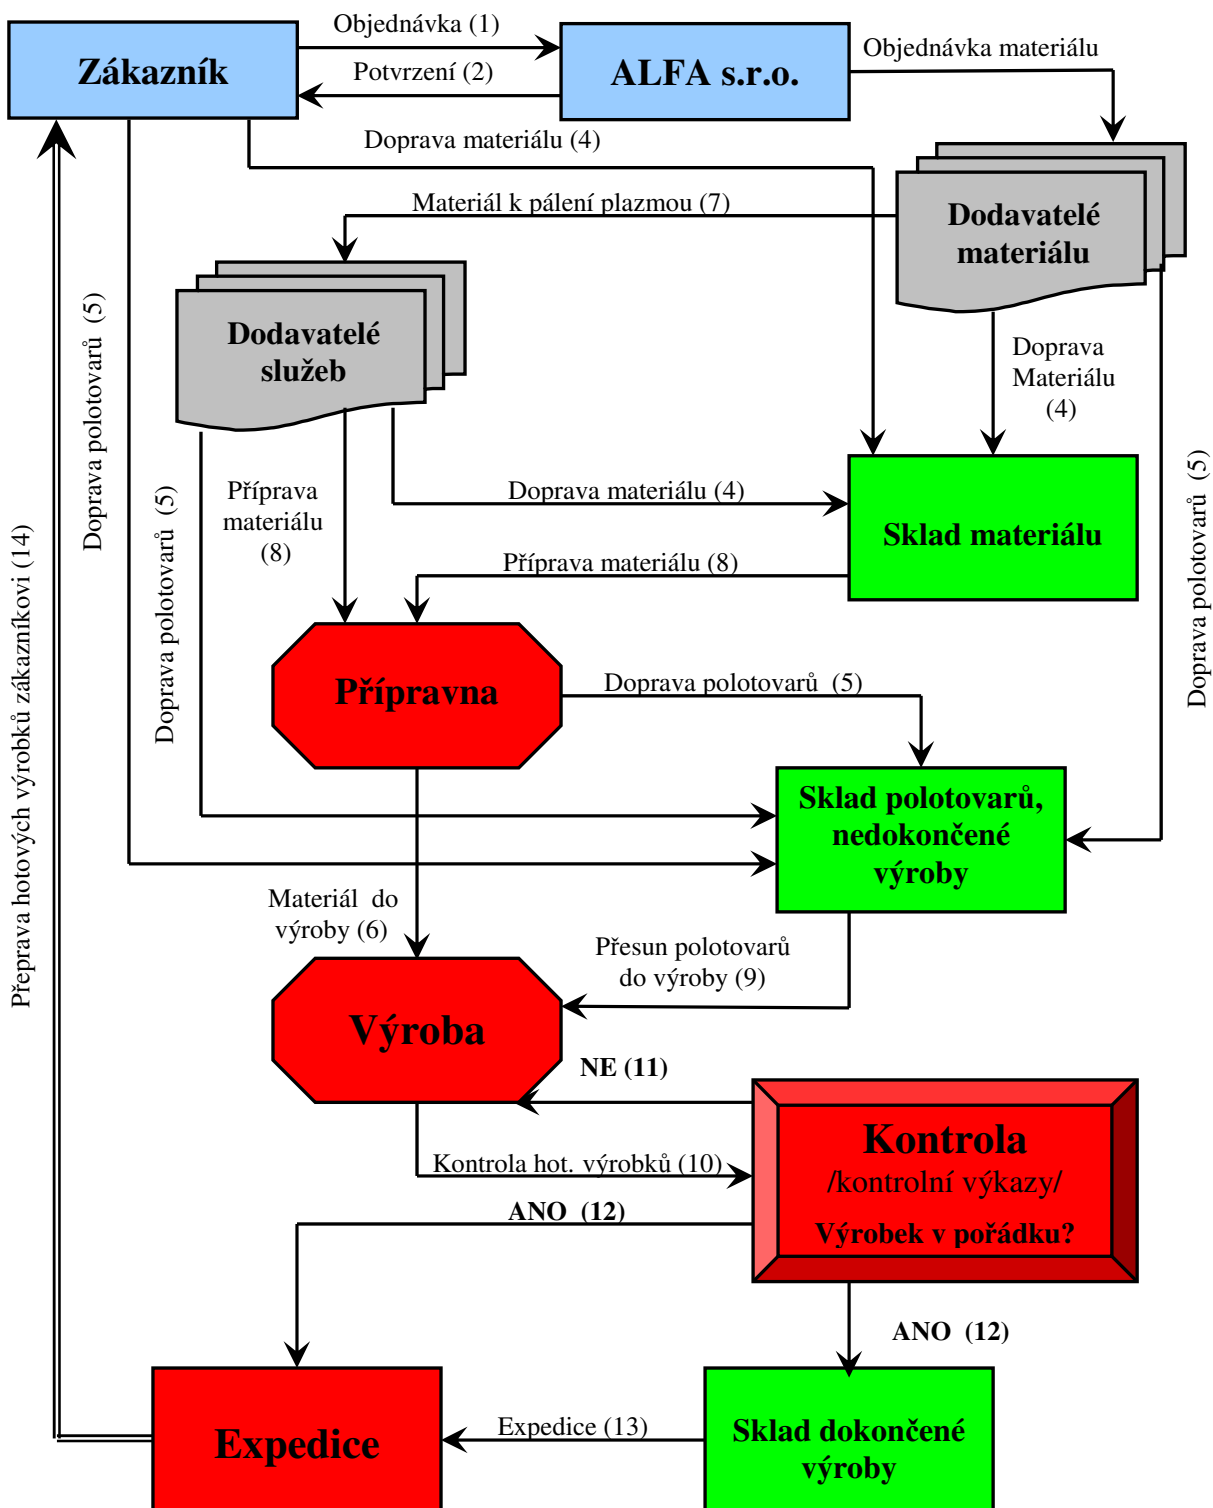 Objednávka (1)
Zákazník
ALFA s.r.o.
Objednávka materiálu
Potvrzení (2)
Doprava materiálu (4)
Materiál k pálení plazmou (7)
Dodavatelé
materiálu
Doprava polotovarů  (5)
Dodavatelé
služeb
Doprava
Materiálu
(4)
Doprava polotovarů  (5)
Příprava
materiálu
(8)
Doprava materiálu (4)
Sklad materiálu
Doprava polotovarů  (5)
Příprava materiálu (8)
Přeprava hotových výrobků zákazníkovi (14)
Přípravna
Doprava polotovarů  (5)
Sklad polotovarů,
nedokončené
výroby
Materiál  do
výroby (6)
Přesun polotovarů
do výroby (9)
Výroba
NE (11)
Kontrola
/kontrolní výkazy/
Výrobek v pořádku?
Kontrola hot. výrobků (10)
ANO  (12)
ANO  (12)
Expedice
Expedice (13)
Sklad dokončené
výroby